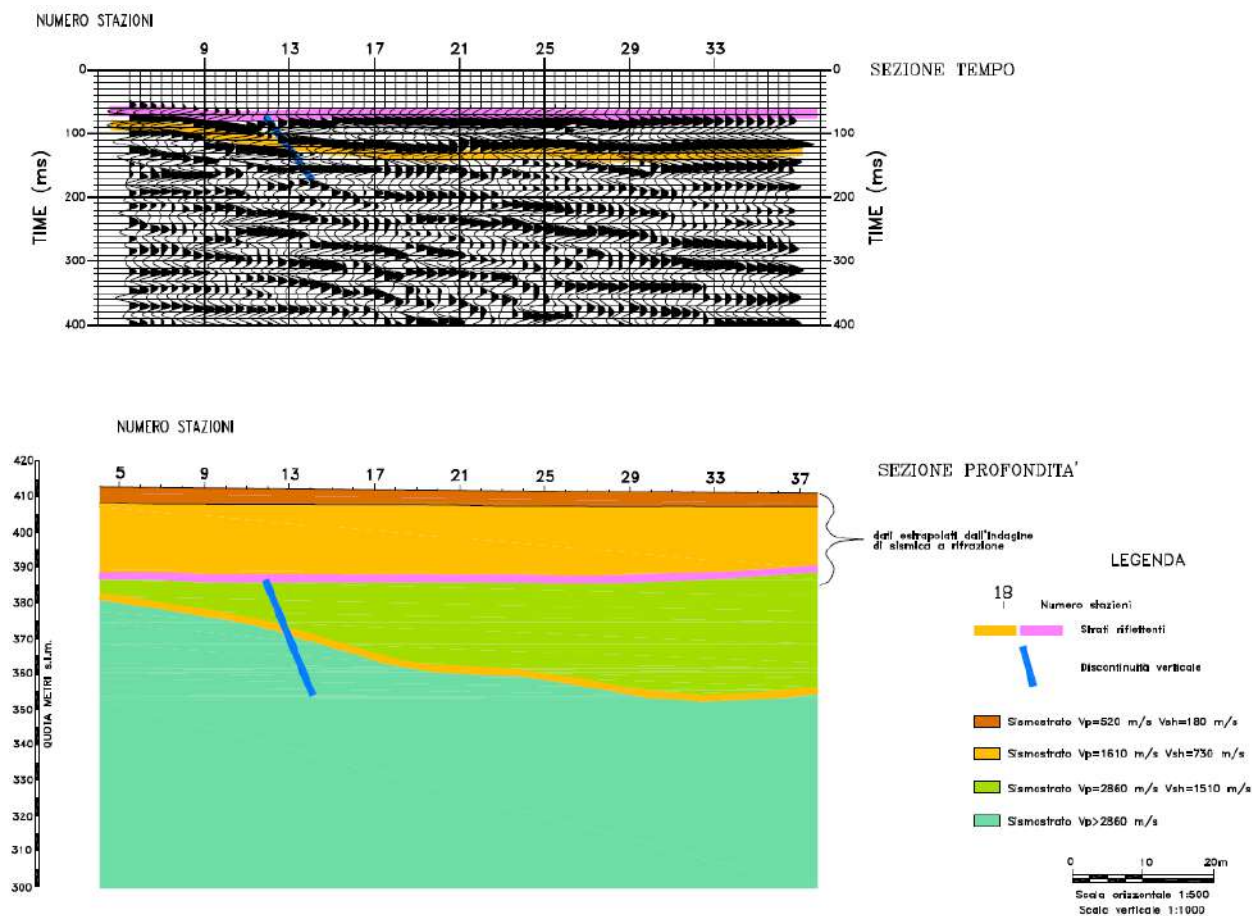 NUMERO STAZIONI
9 13 17 21 25 29 33
SEZIONE TEMPO
0 0
100 100
200 200
300 300
400 400
TIME (ms)
TIME (ms)
NUMERO STAZIONI
5 9 13 17 21 25 29 33 37
SEZIONE PROFONDITA'
420
410
400
390
380
370
360
350
340
330
320
310
300
QUOTA METRI s.l.m.
dati estrapolati dall'indagine
di sismica a rifrazione
LEGENDA
18
Numero stazioni
Strati riflettenti
Discontinuità verticale
Sismostrato Vp=520 m/s Vsh=180 m/s
Sismostrato Vp=1610 m/s Vsh=730 m/s
Sismostrato Vp=2860 m/s Vsh=1510 m/s
Sismostrato Vp>2860 m/s
0 10 20m
Scala orizzontale 1:500
Scala verticale 1:1000